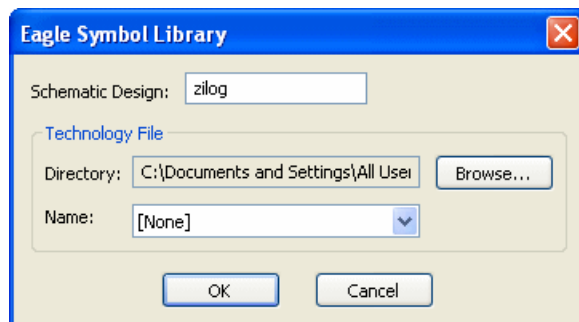 Eagle Symbol Library
Schematic Design: zilog
Technology File
Directory: C:\Documents and Settings\All User Browse...
Name: [None]
OK Cancel